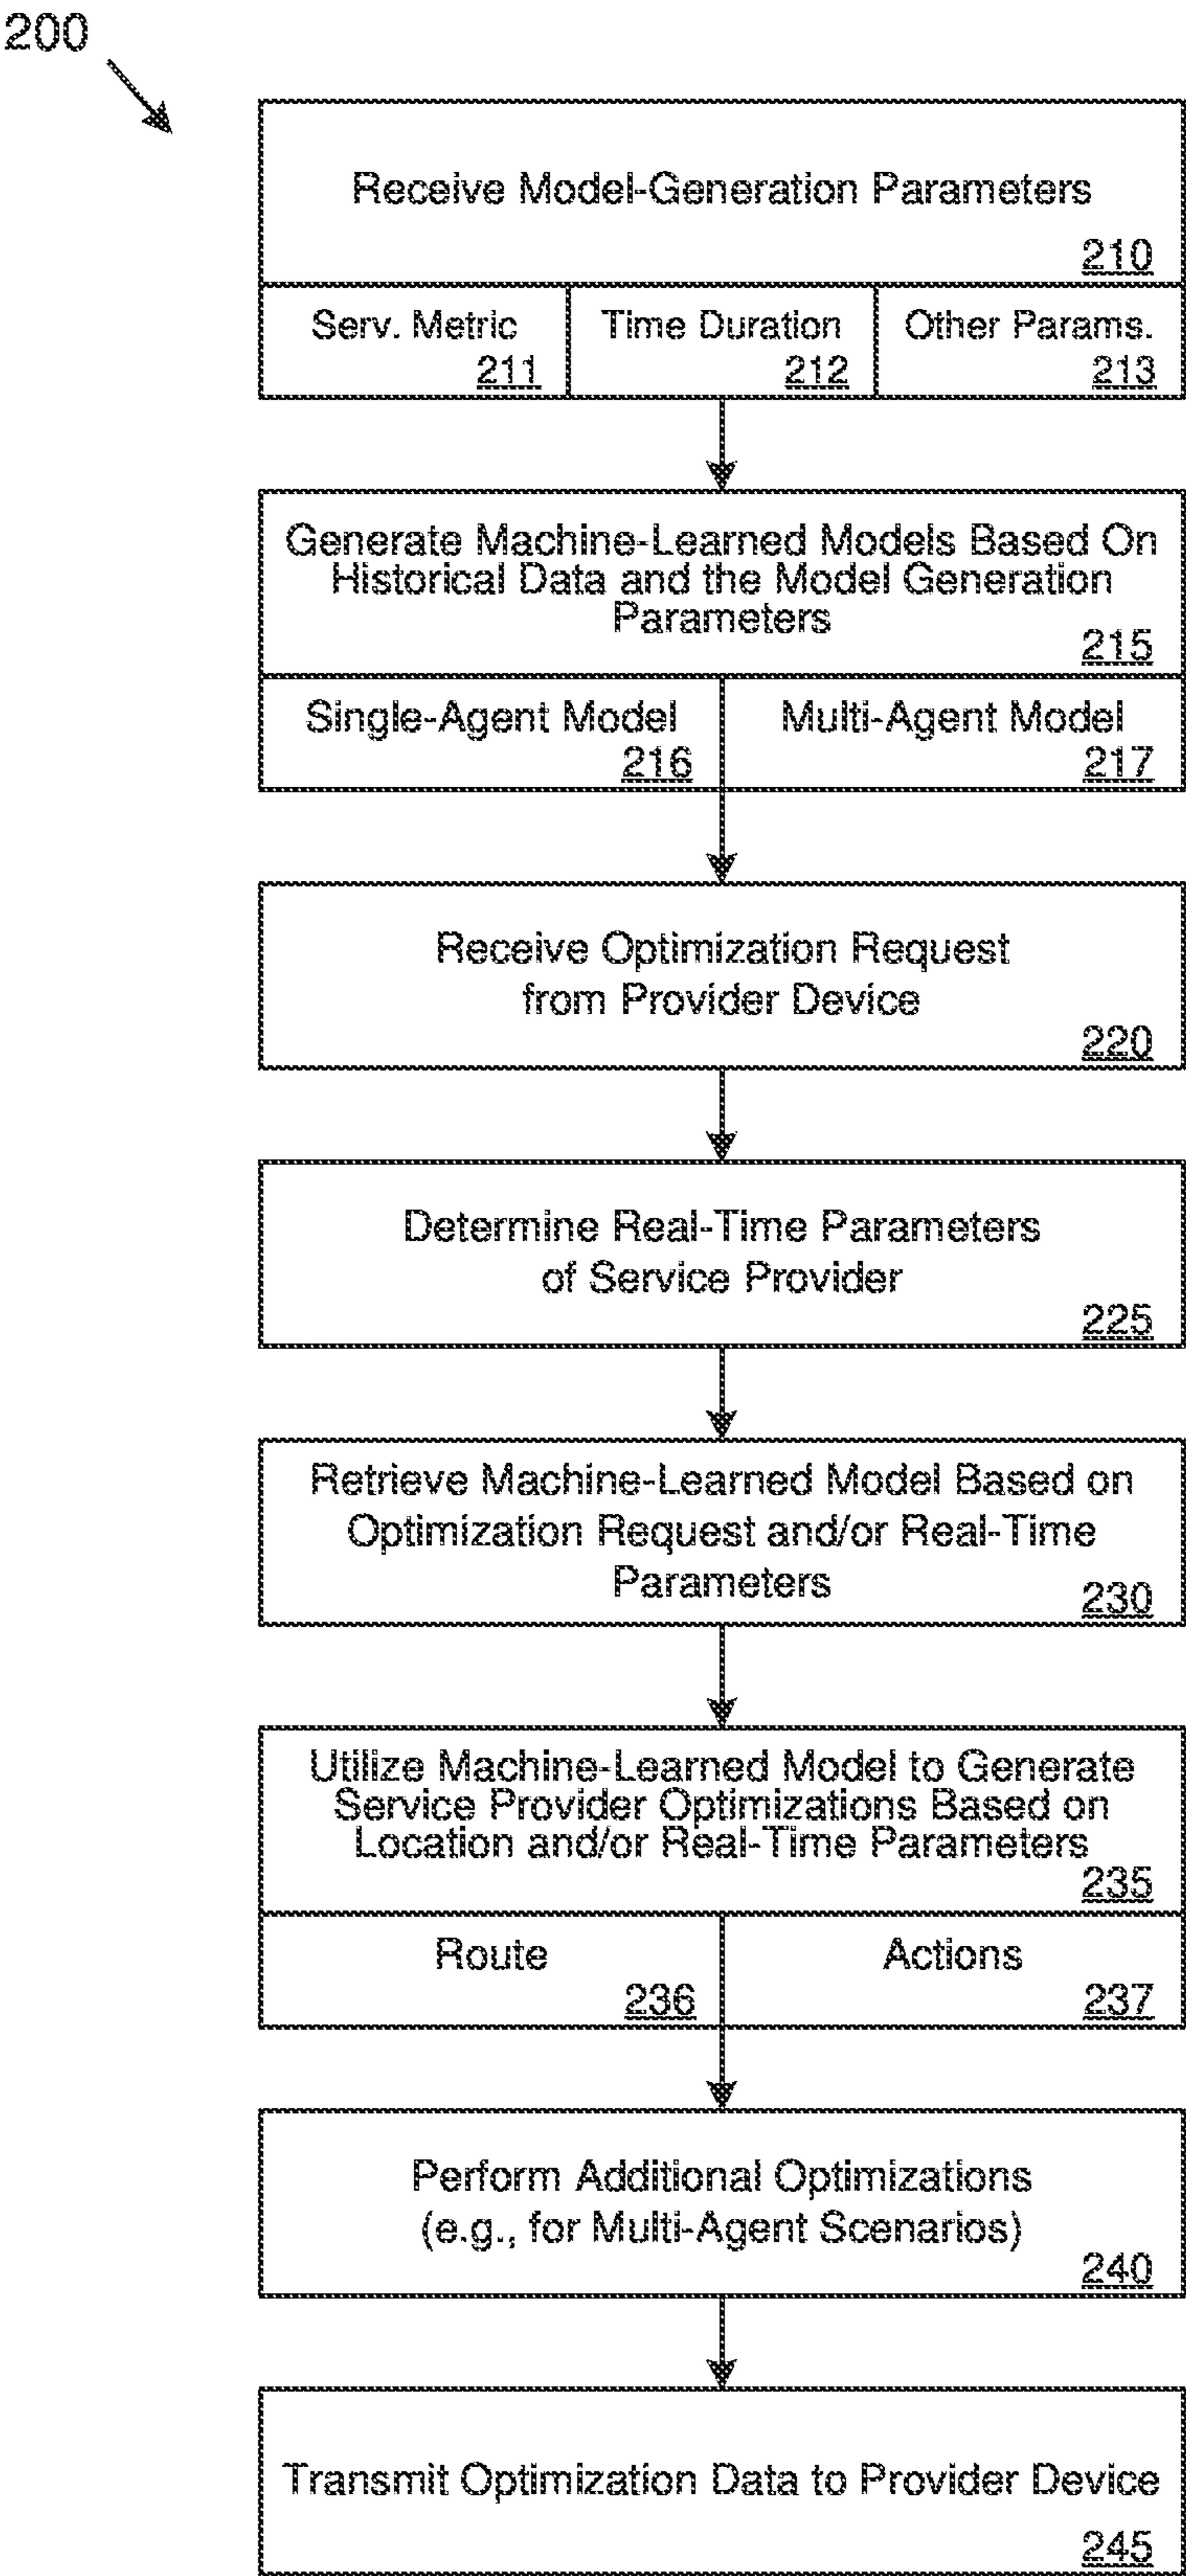 200
Receive Model-Generation Parameters
210
Serv. Metric
211
Time Duration
212
Other Params.
213
Generate Machine-Learned Models Based On
Historical Data and the Model Generation
Parameters
215
Single-Agent Model
216
Multi-Agent Model
217
Receive Optimization Request
from Provider Device
220
Determine Real-Time Parameters
of Service Provider
225
Retrieve Machine-Learned Model Based on
Optimization Request and/or Real-Time
Parameters
230
Utilize Machine-Learned Model to Generate
Service Provider Optimizations Based on
Location and/or Real-Time Parameters
235
Route
236
Actions
237
Perform Additional Optimizations
(e.g., for Multi-Agent Scenarios)
240
Transmit Optimization Data to Provider Device
245